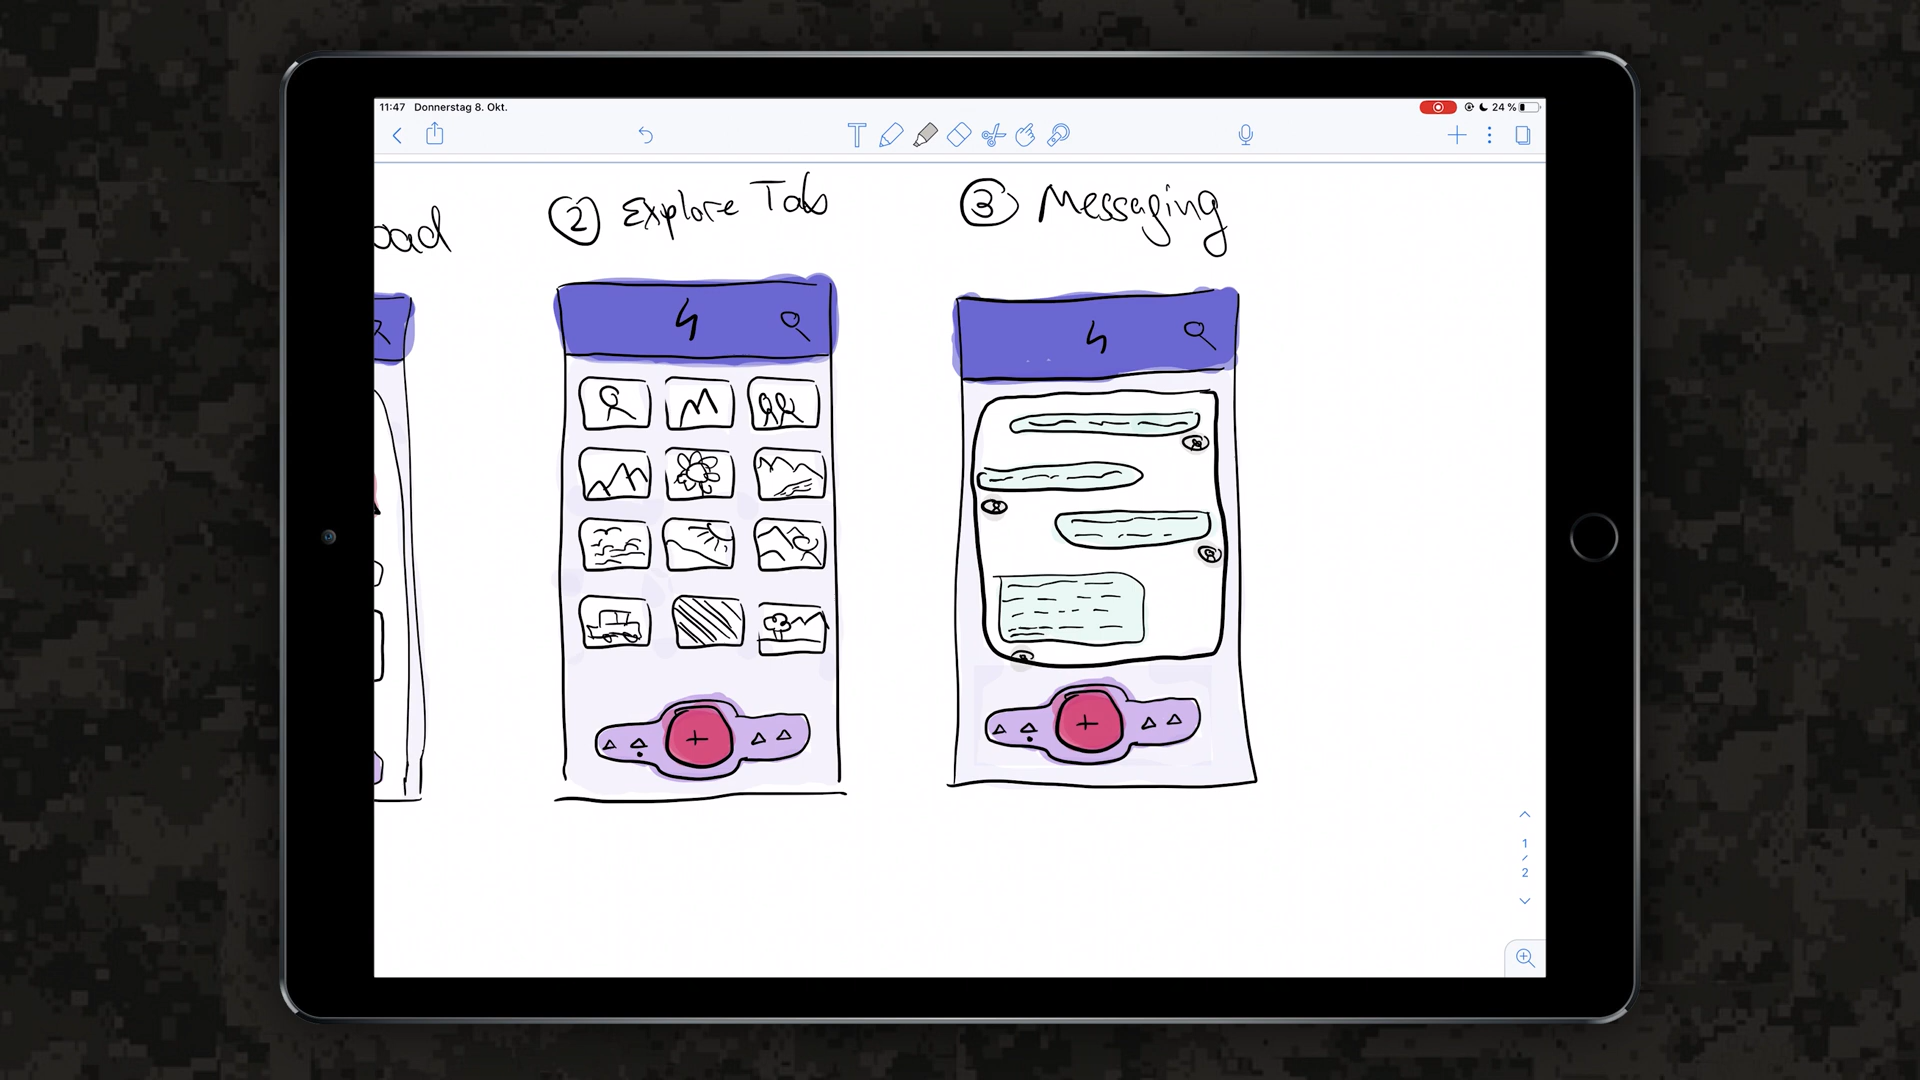 11:47 Donnerstag 8. Okt.
24 %
oad
2 Explore Tab
3 Messaging
1
/
2